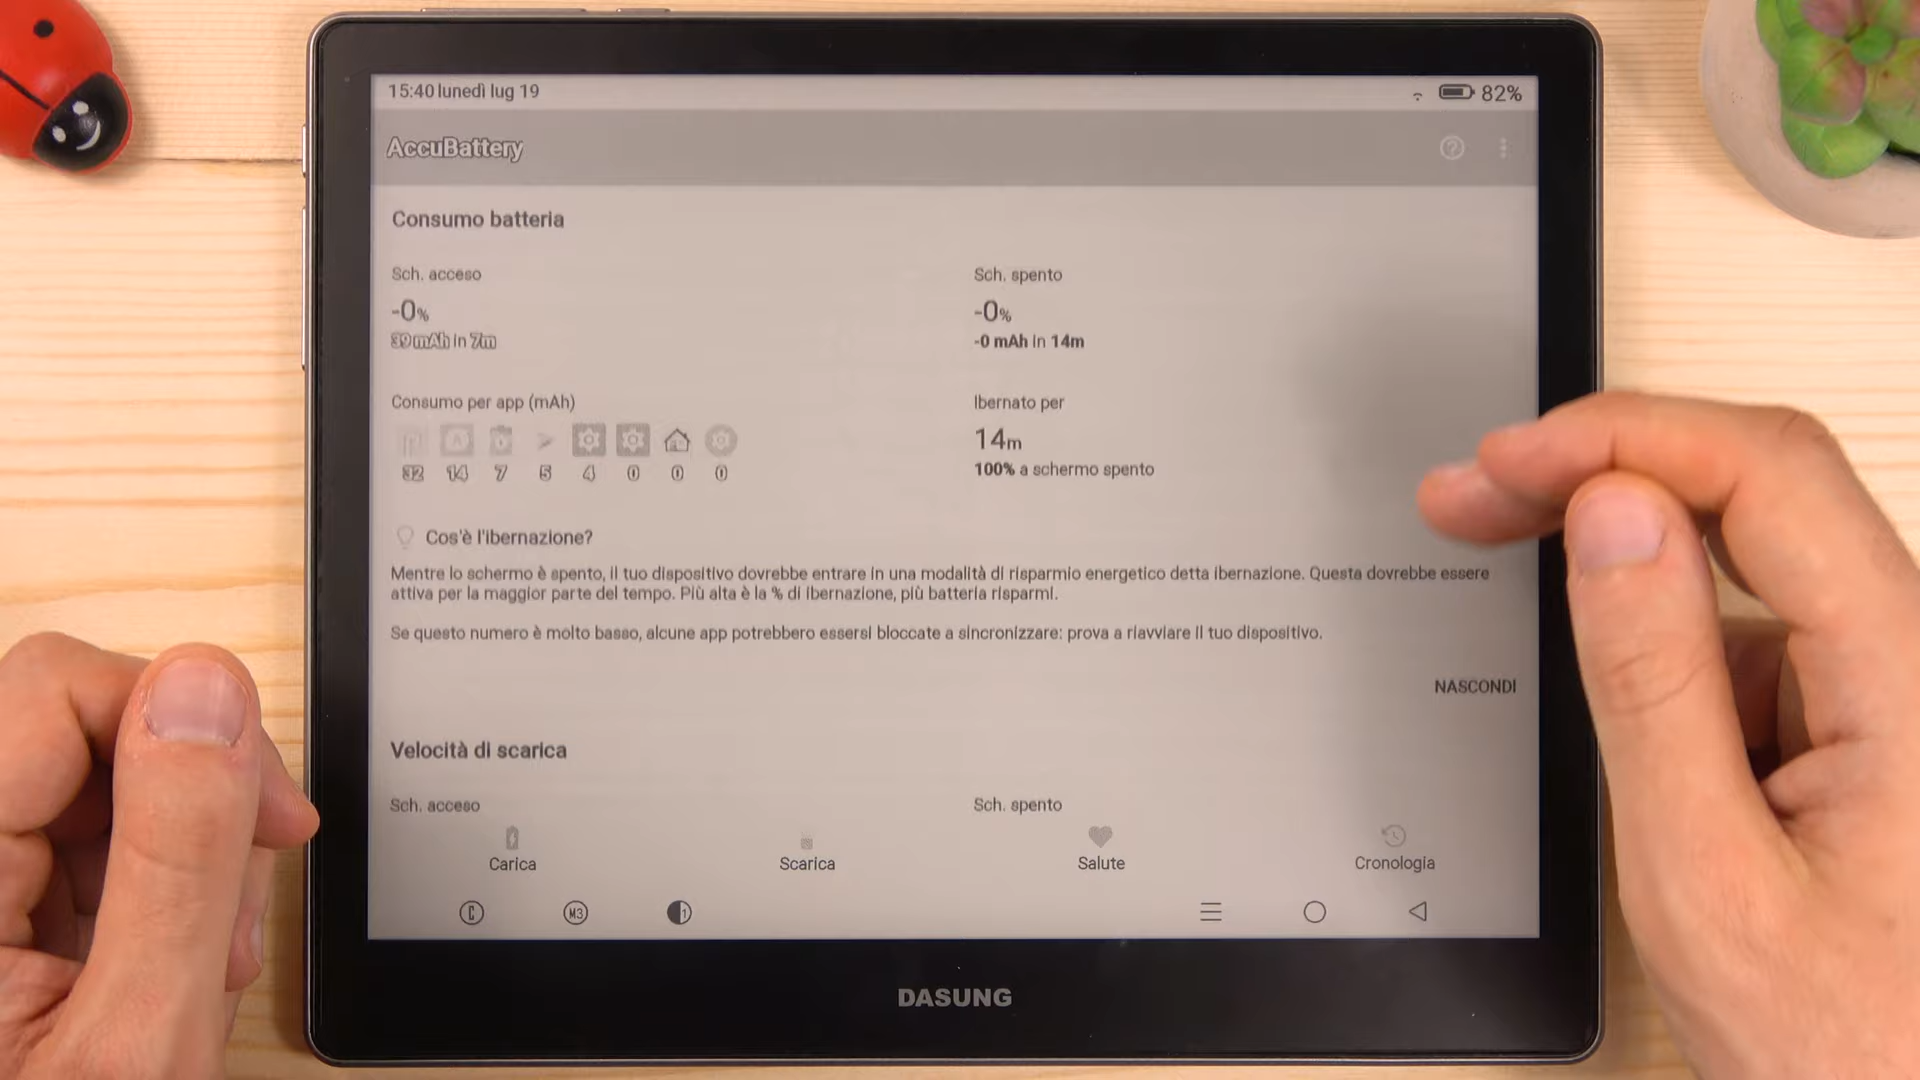 15:40 lunedì lug 19
82%
AccuBattery
Consumo batteria
Sch. acceso
Sch. spento
-0%
-0%
39 mAh in 7m
-0 mAh in 14m
Consumo per app (mAh)
Ibernato per
14m
32 14 7 5 4 0 0 0
100% a schermo spento
Cos'è l'ibernazione?
Mentre lo schermo è spento, il tuo dispositivo dovrebbe entrare in una modalità di risparmio energetico detta ibernazione. Questa dovrebbe essere
attiva per la maggior parte del tempo. Più alta è la % di ibernazione, più batteria risparmi.
Se questo numero è molto basso, alcune app potrebbero essersi bloccate a sincronizzare: prova a riavviare il tuo dispositivo.
NASCONDI
Velocità di scarica
Sch. acceso
Sch. spento
Carica
Scarica
Salute
Cronologia
C
M3
1
DASUNG